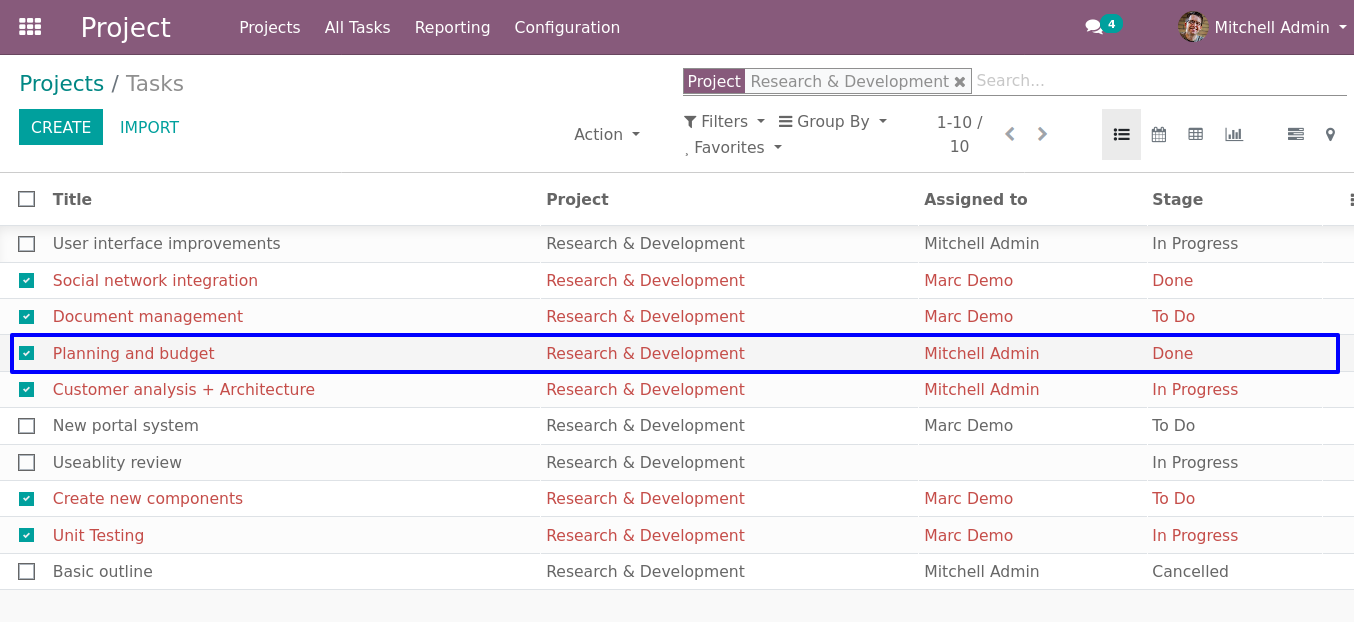 Project Projects All Tasks Reporting Configuration 4 Mitchell Admin
Projects / Tasks Project Research & Development Search...
CREATE IMPORT Action Filters Group By 1-10 / 10
Favorites
Title Project Assigned to Stage
User interface improvements Research & Development Mitchell Admin In Progress
Social network integration Research & Development Marc Demo Done
Document management Research & Development Marc Demo To Do
Planning and budget Research & Development Mitchell Admin Done
Customer analysis + Architecture Research & Development Mitchell Admin In Progress
New portal system Research & Development Marc Demo To Do
Useablity review Research & Development In Progress
Create new components Research & Development Marc Demo To Do
Unit Testing Research & Development Marc Demo In Progress
Basic outline Research & Development Mitchell Admin Cancelled